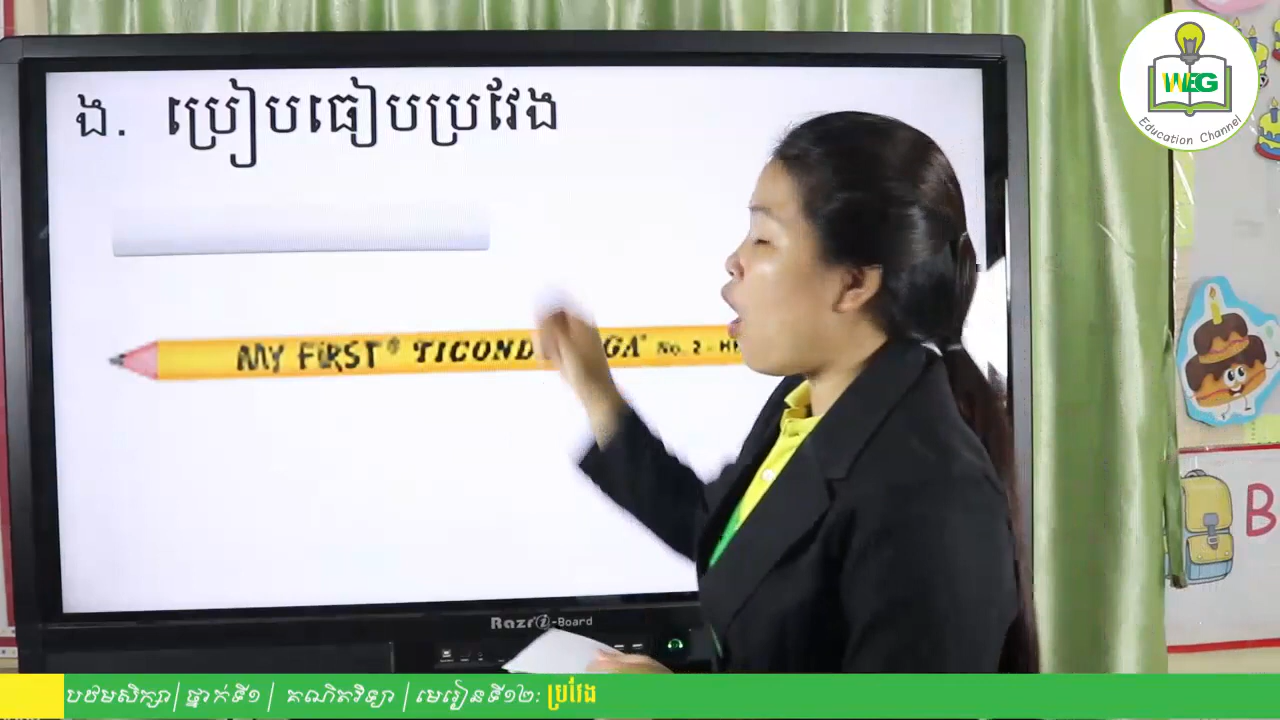 ង. ប្រៀបធៀបប្រវែង
WEG
Education Channel
MY FiRST® TICOND GA No. 2 - H
B
Razr i-Board
បឋមសិក្សា| ថ្នាក់ទី១ | គណិតវិទ្យា | មេរៀនទី១២: ប្រវែង